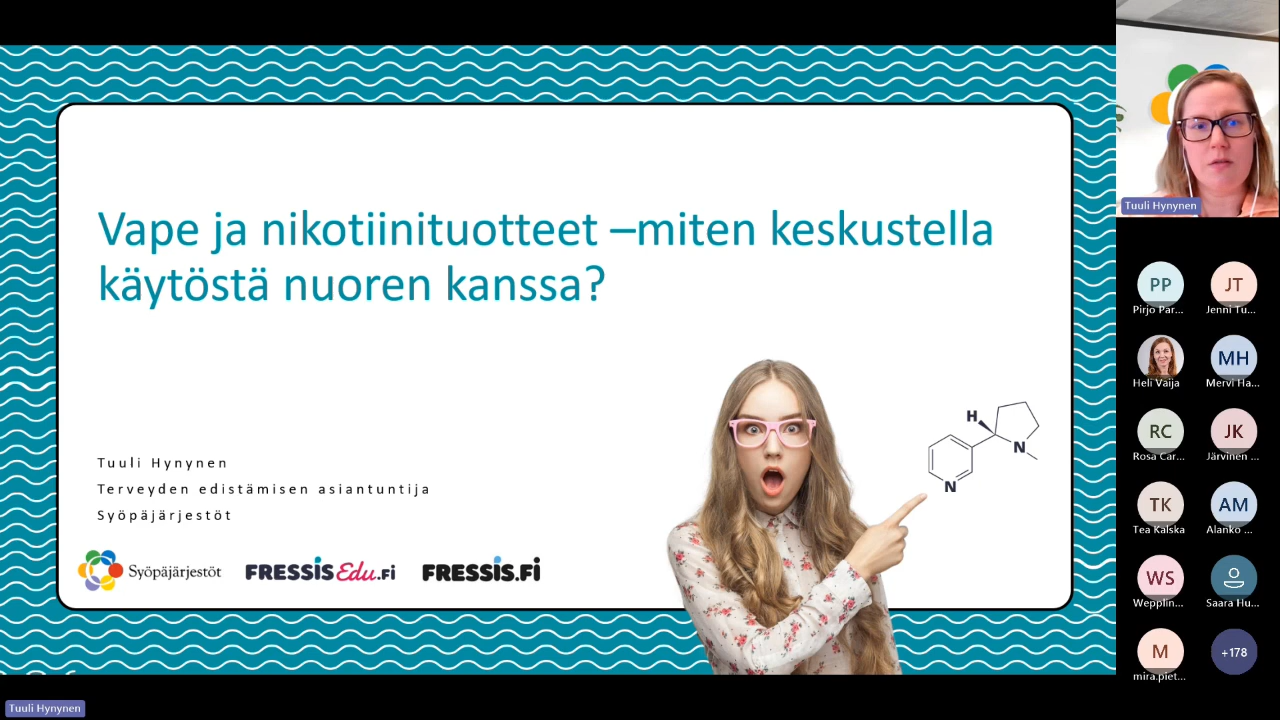 Vape ja nikotiinituotteet –miten keskustella
käytöstä nuoren kanssa?
H
N
N
Tuuli Hynynen
Terveyden edistämisen asiantuntija
Syöpäjärjestöt
Syöpäjärjestöt
FRESSIS Edu.FI
FRESSIS.FI
Tuuli Hynynen
PP
Pirjo Par...
JT
Jenni Tu...
Heli Vaija
MH
Mervi Ha...
RC
Rosa Car...
JK
Järvinen ...
TK
Tea Kalska
AM
Alanko ...
WS
Wepplin...
Saara Hu...
M
mira.piet...
+178
Tuuli Hynynen